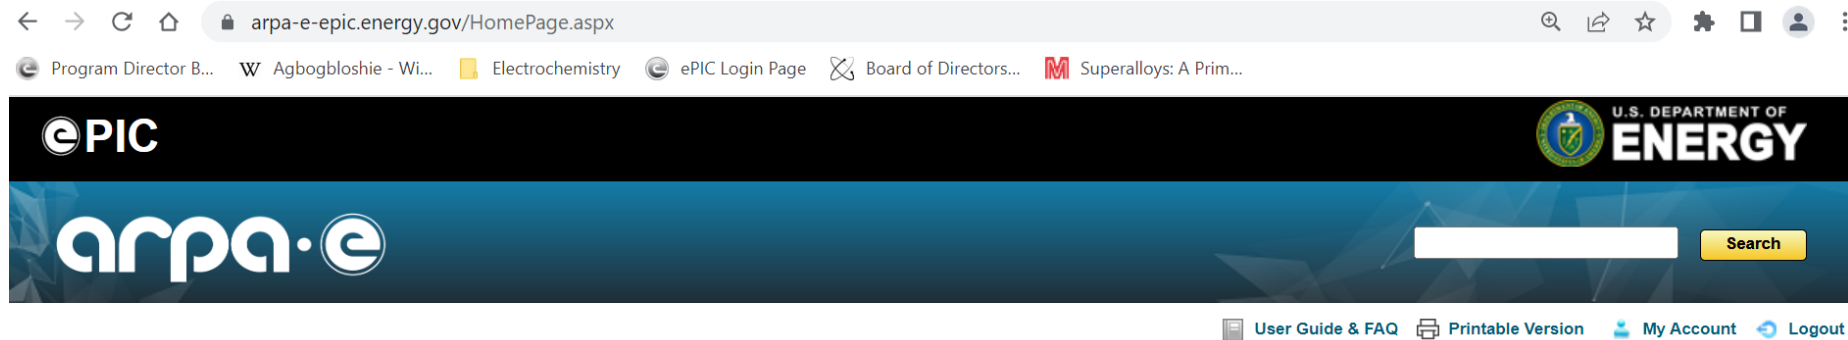 arpa-e-epic.energy.gov/HomePage.aspx
Program Director B... W Agbogbloshie - Wi... Electrochemistry ePIC Login Page Board of Directors... M Superalloys: A Prim...
ePIC
U.S. DEPARTMENT OF
ENERGY
arpa·e
Search
User Guide & FAQ Printable Version My Account Logout